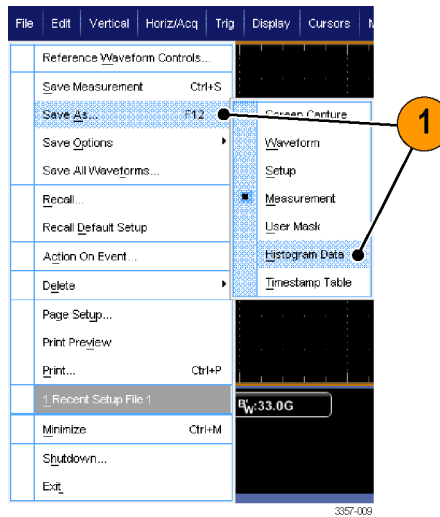 File Edit Vertical Horiz/Acq Trig Display Cursors
Reference Waveform Controls...
Save Measurement Ctrl+S
Save As... F12
Save Options
Save All Waveforms...
Recall...
Recall Default Setup
Action On Event...
Delete
Page Setup...
Print Preview
Print... Ctrl+P
1 Recent Setup File 1
Minimize Ctrl+M
Shutdown...
Exit
Screen Capture
Waveform
Setup
Measurement
User Mask
Histogram Data
Timestamp Table
1
BW:33.0G
3357-009